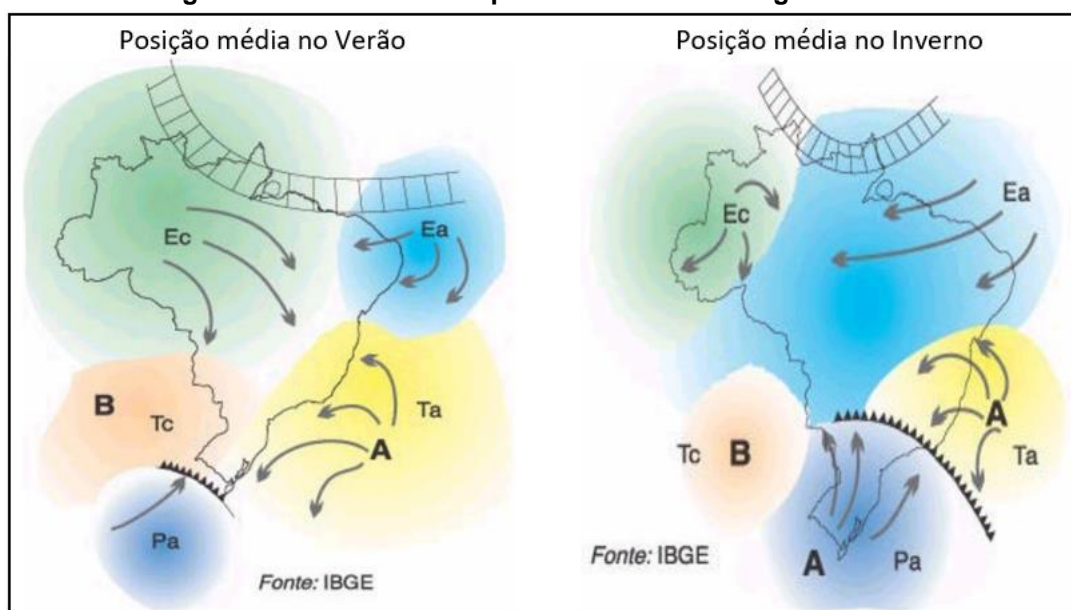 Posição média no Verão
Posição média no Inverno
Ec
Ea
B
Tc
Ta
A
Pa
Fonte: IBGE
Ec
Ea
Tc
B
A
Ta
A
Pa
Fonte: IBGE